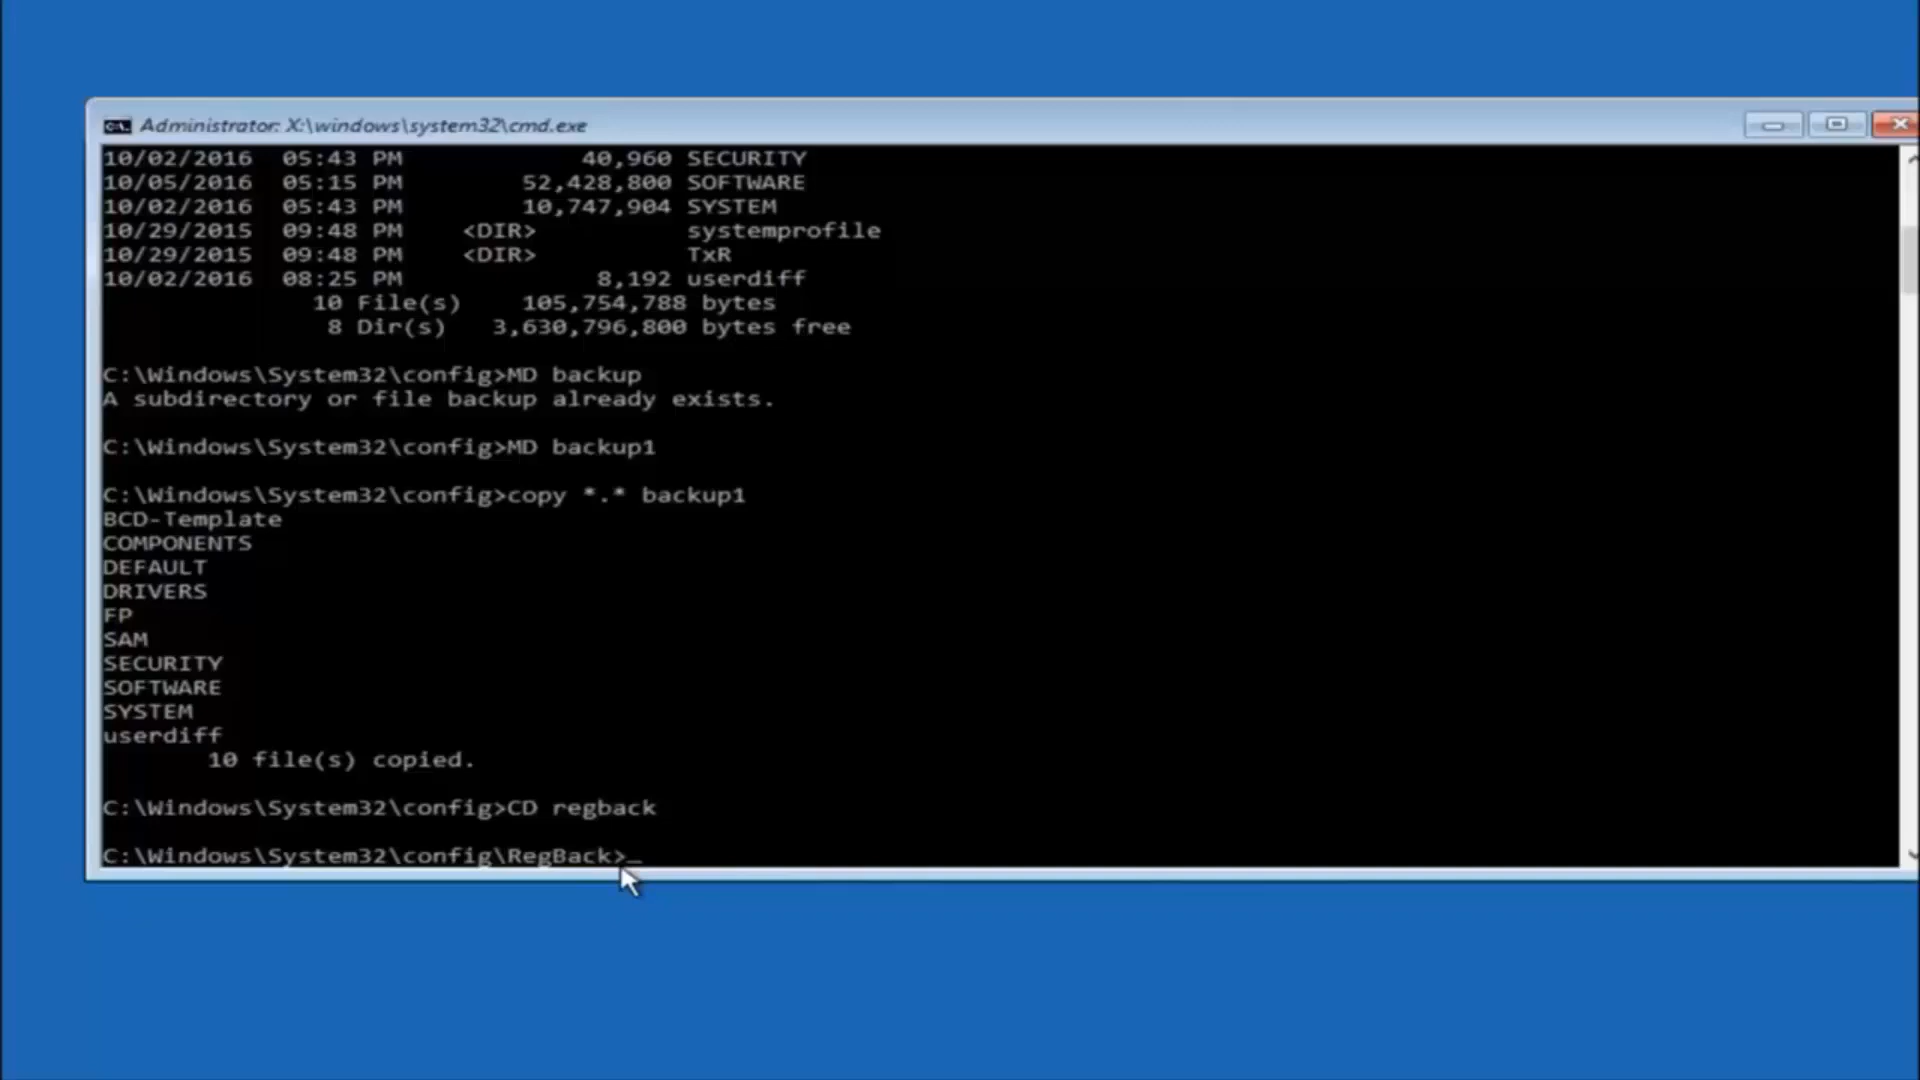 Administrator: X:\windows\system32\cmd.exe
10/02/2016  05:43 PM            40,960 SECURITY
10/05/2016  05:15 PM        52,428,800 SOFTWARE
10/02/2016  05:43 PM        10,747,904 SYSTEM
10/29/2015  09:48 PM    <DIR>          systemprofile
10/29/2015  09:48 PM    <DIR>          TxR
10/02/2016  08:25 PM             8,192 userdiff
              10 File(s)    105,754,788 bytes
               8 Dir(s)   3,630,796,800 bytes free
C:\Windows\System32\config>MD backup
A subdirectory or file backup already exists.
C:\Windows\System32\config>MD backup1
C:\Windows\System32\config>copy *.* backup1
BCD-Template
COMPONENTS
DEFAULT
DRIVERS
FP
SAM
SECURITY
SOFTWARE
SYSTEM
userdiff
       10 file(s) copied.
C:\Windows\System32\config>CD regback
C:\Windows\System32\config\RegBack>_